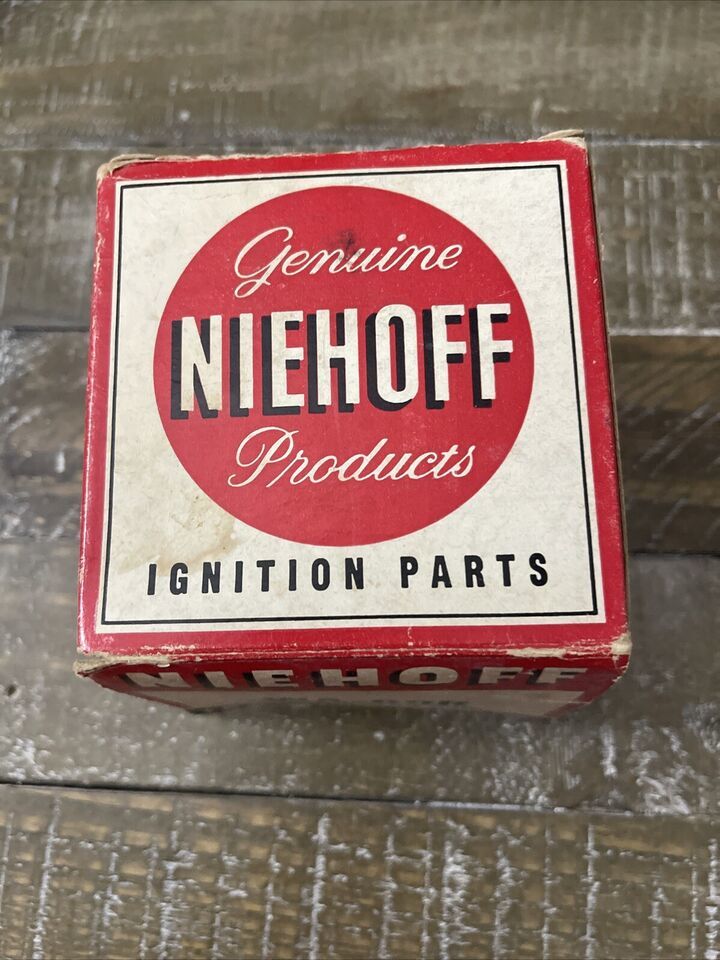 Genuine
NIEHOFF
Products
IGNITION PARTS
NIEHOFF